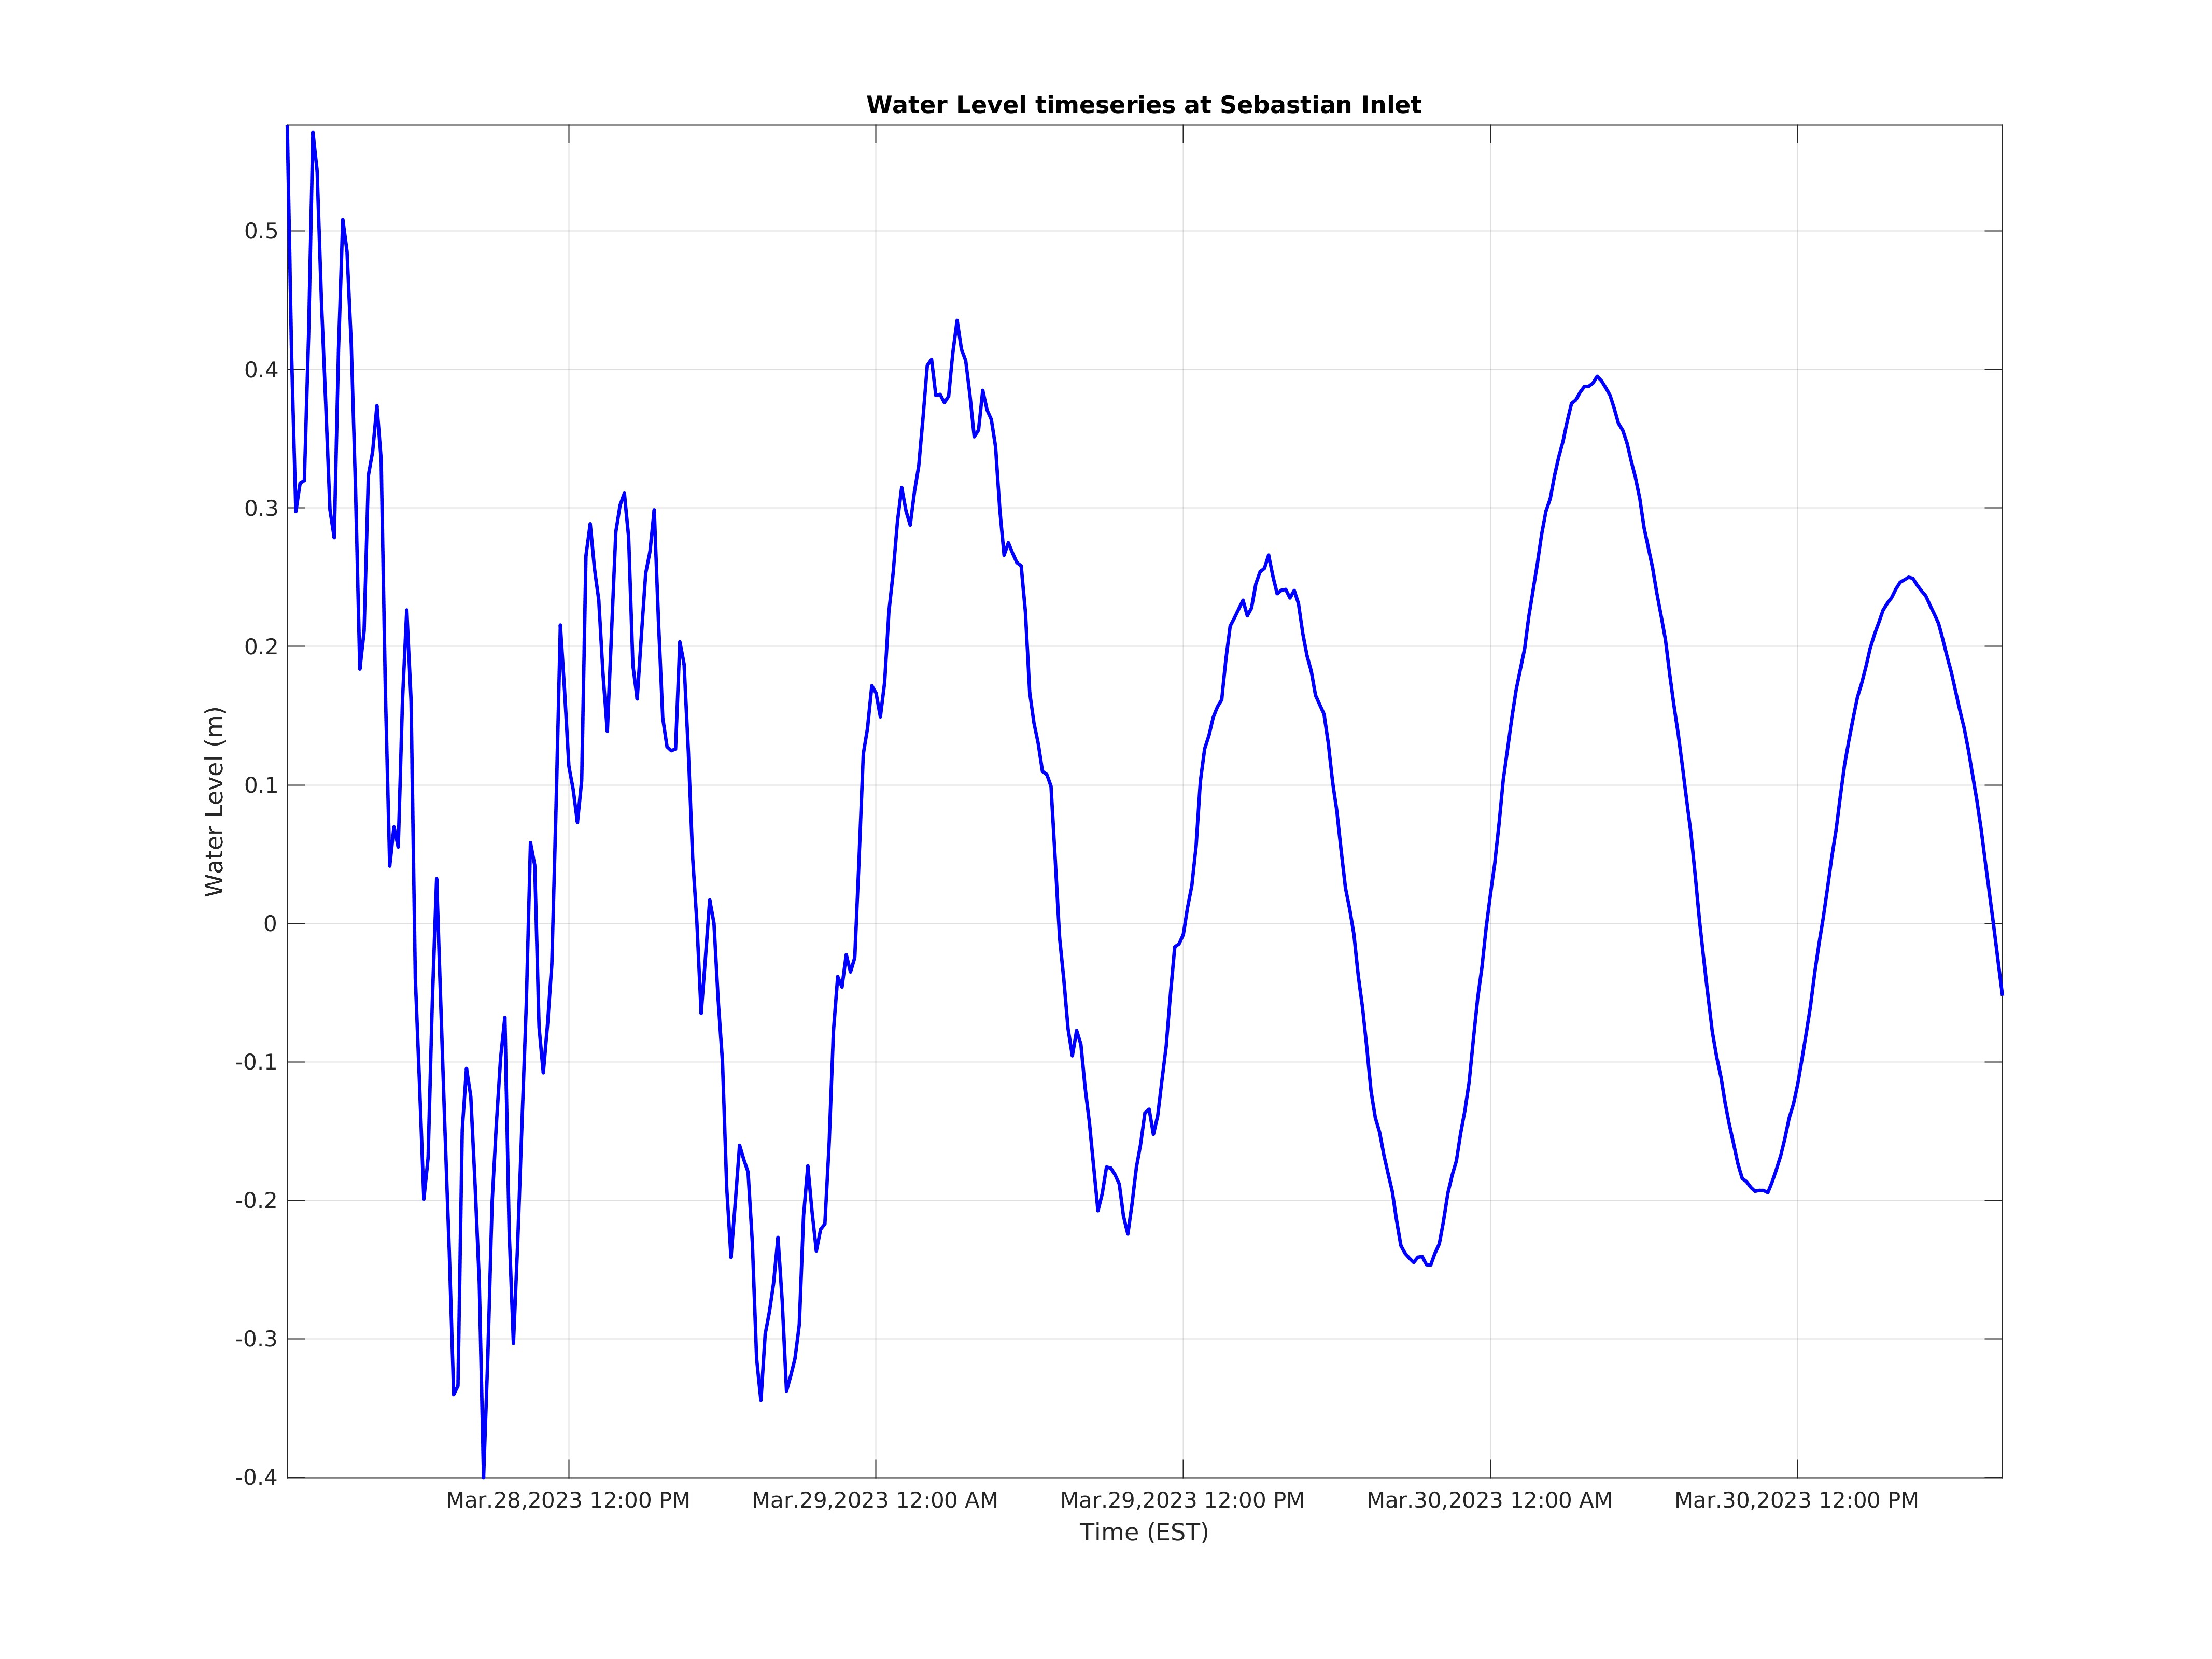 Water Level timeseries at Sebastian Inlet
0.5
0.4
0.3
0.2
0.1
0
-0.1
-0.2
-0.3
-0.4
Water Level (m)
Mar.28,2023 12:00 PM
Mar.29,2023 12:00 AM
Mar.29,2023 12:00 PM
Mar.30,2023 12:00 AM
Mar.30,2023 12:00 PM
Time (EST)